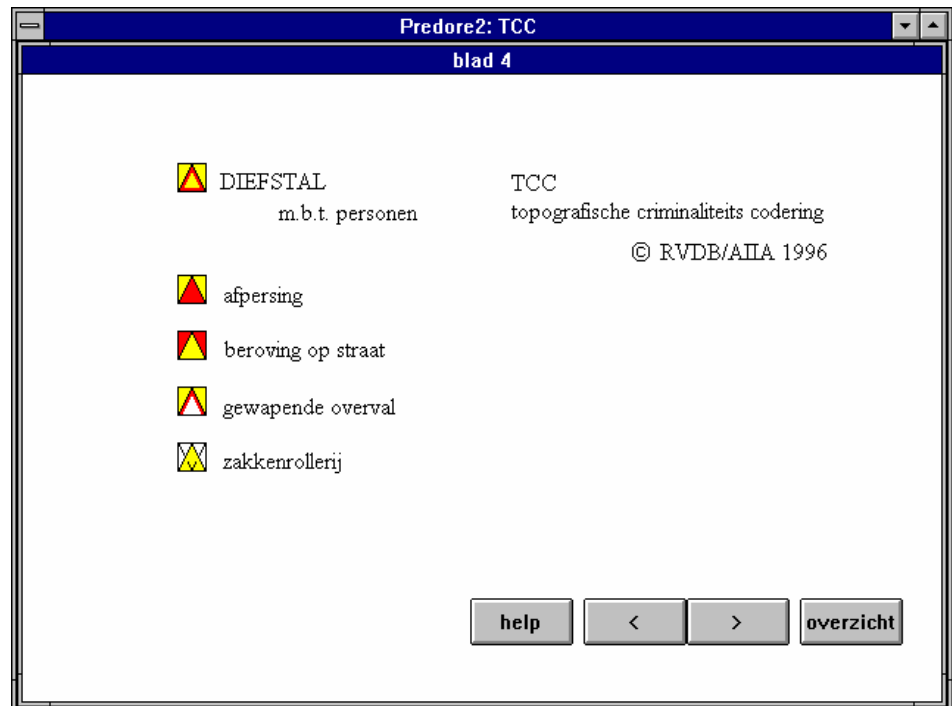 Predore2: TCC
blad 4
DIEFSTAL
m.b.t. personen
TCC
topografische criminaliteits codering
© RVDB/AIIA 1996
afpersing
beroving op straat
gewapende overval
zakkenrollerij
help
<
>
overzicht